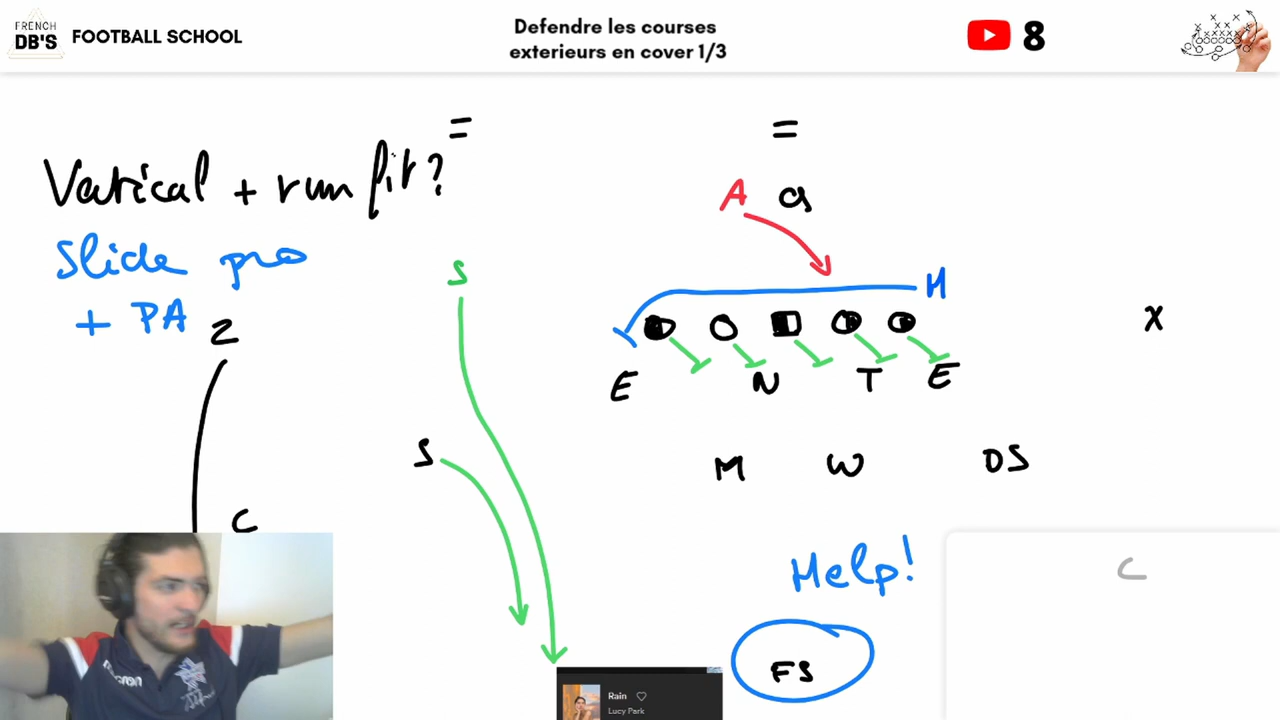 FRENCH
DB'S
FOOTBALL SCHOOL
Defendre les courses
exterieurs en cover 1/3
8
=
=
Vertical + run fit?
Slide pro
+ PA
A
Q
S
H
Z
X
E
N
T
E
S
M
W
OS
C
Help!
C
FS
Rain
Lucy Park